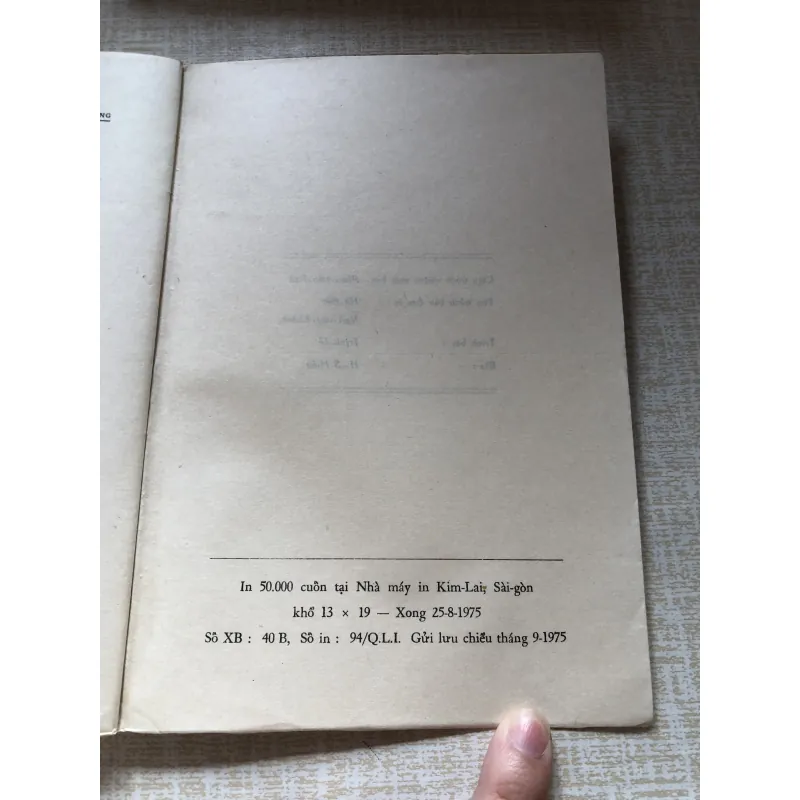 NG
In 50.000 cuốn tại Nhà máy in Kim-Lai, Sài-gòn
khổ 13 × 19 — Xong 25-8-1975
Số XB : 40 B, Số in : 94/Q.L.I. Gửi lưu chiểu tháng 9-1975